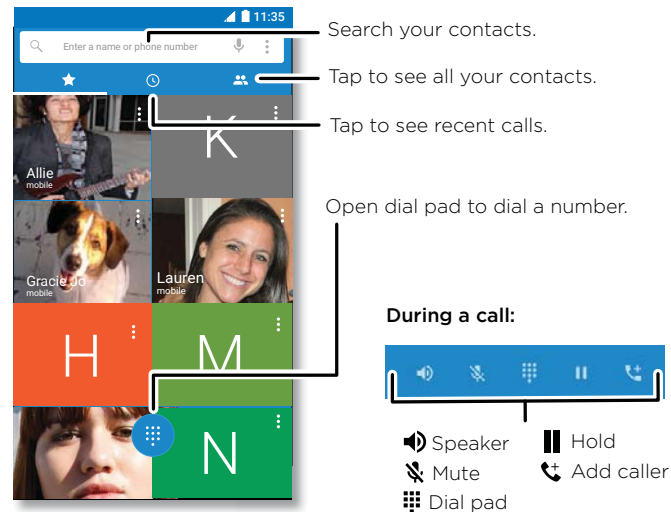 11:35
Enter a name or phone number
Search your contacts.
Tap to see all your contacts.
Tap to see recent calls.
K
Allie
mobile
Open dial pad to dial a number.
Gracie Jo
mobile
Lauren
mobile
H
M
N
During a call:
Speaker
Hold
Mute
Add caller
Dial pad